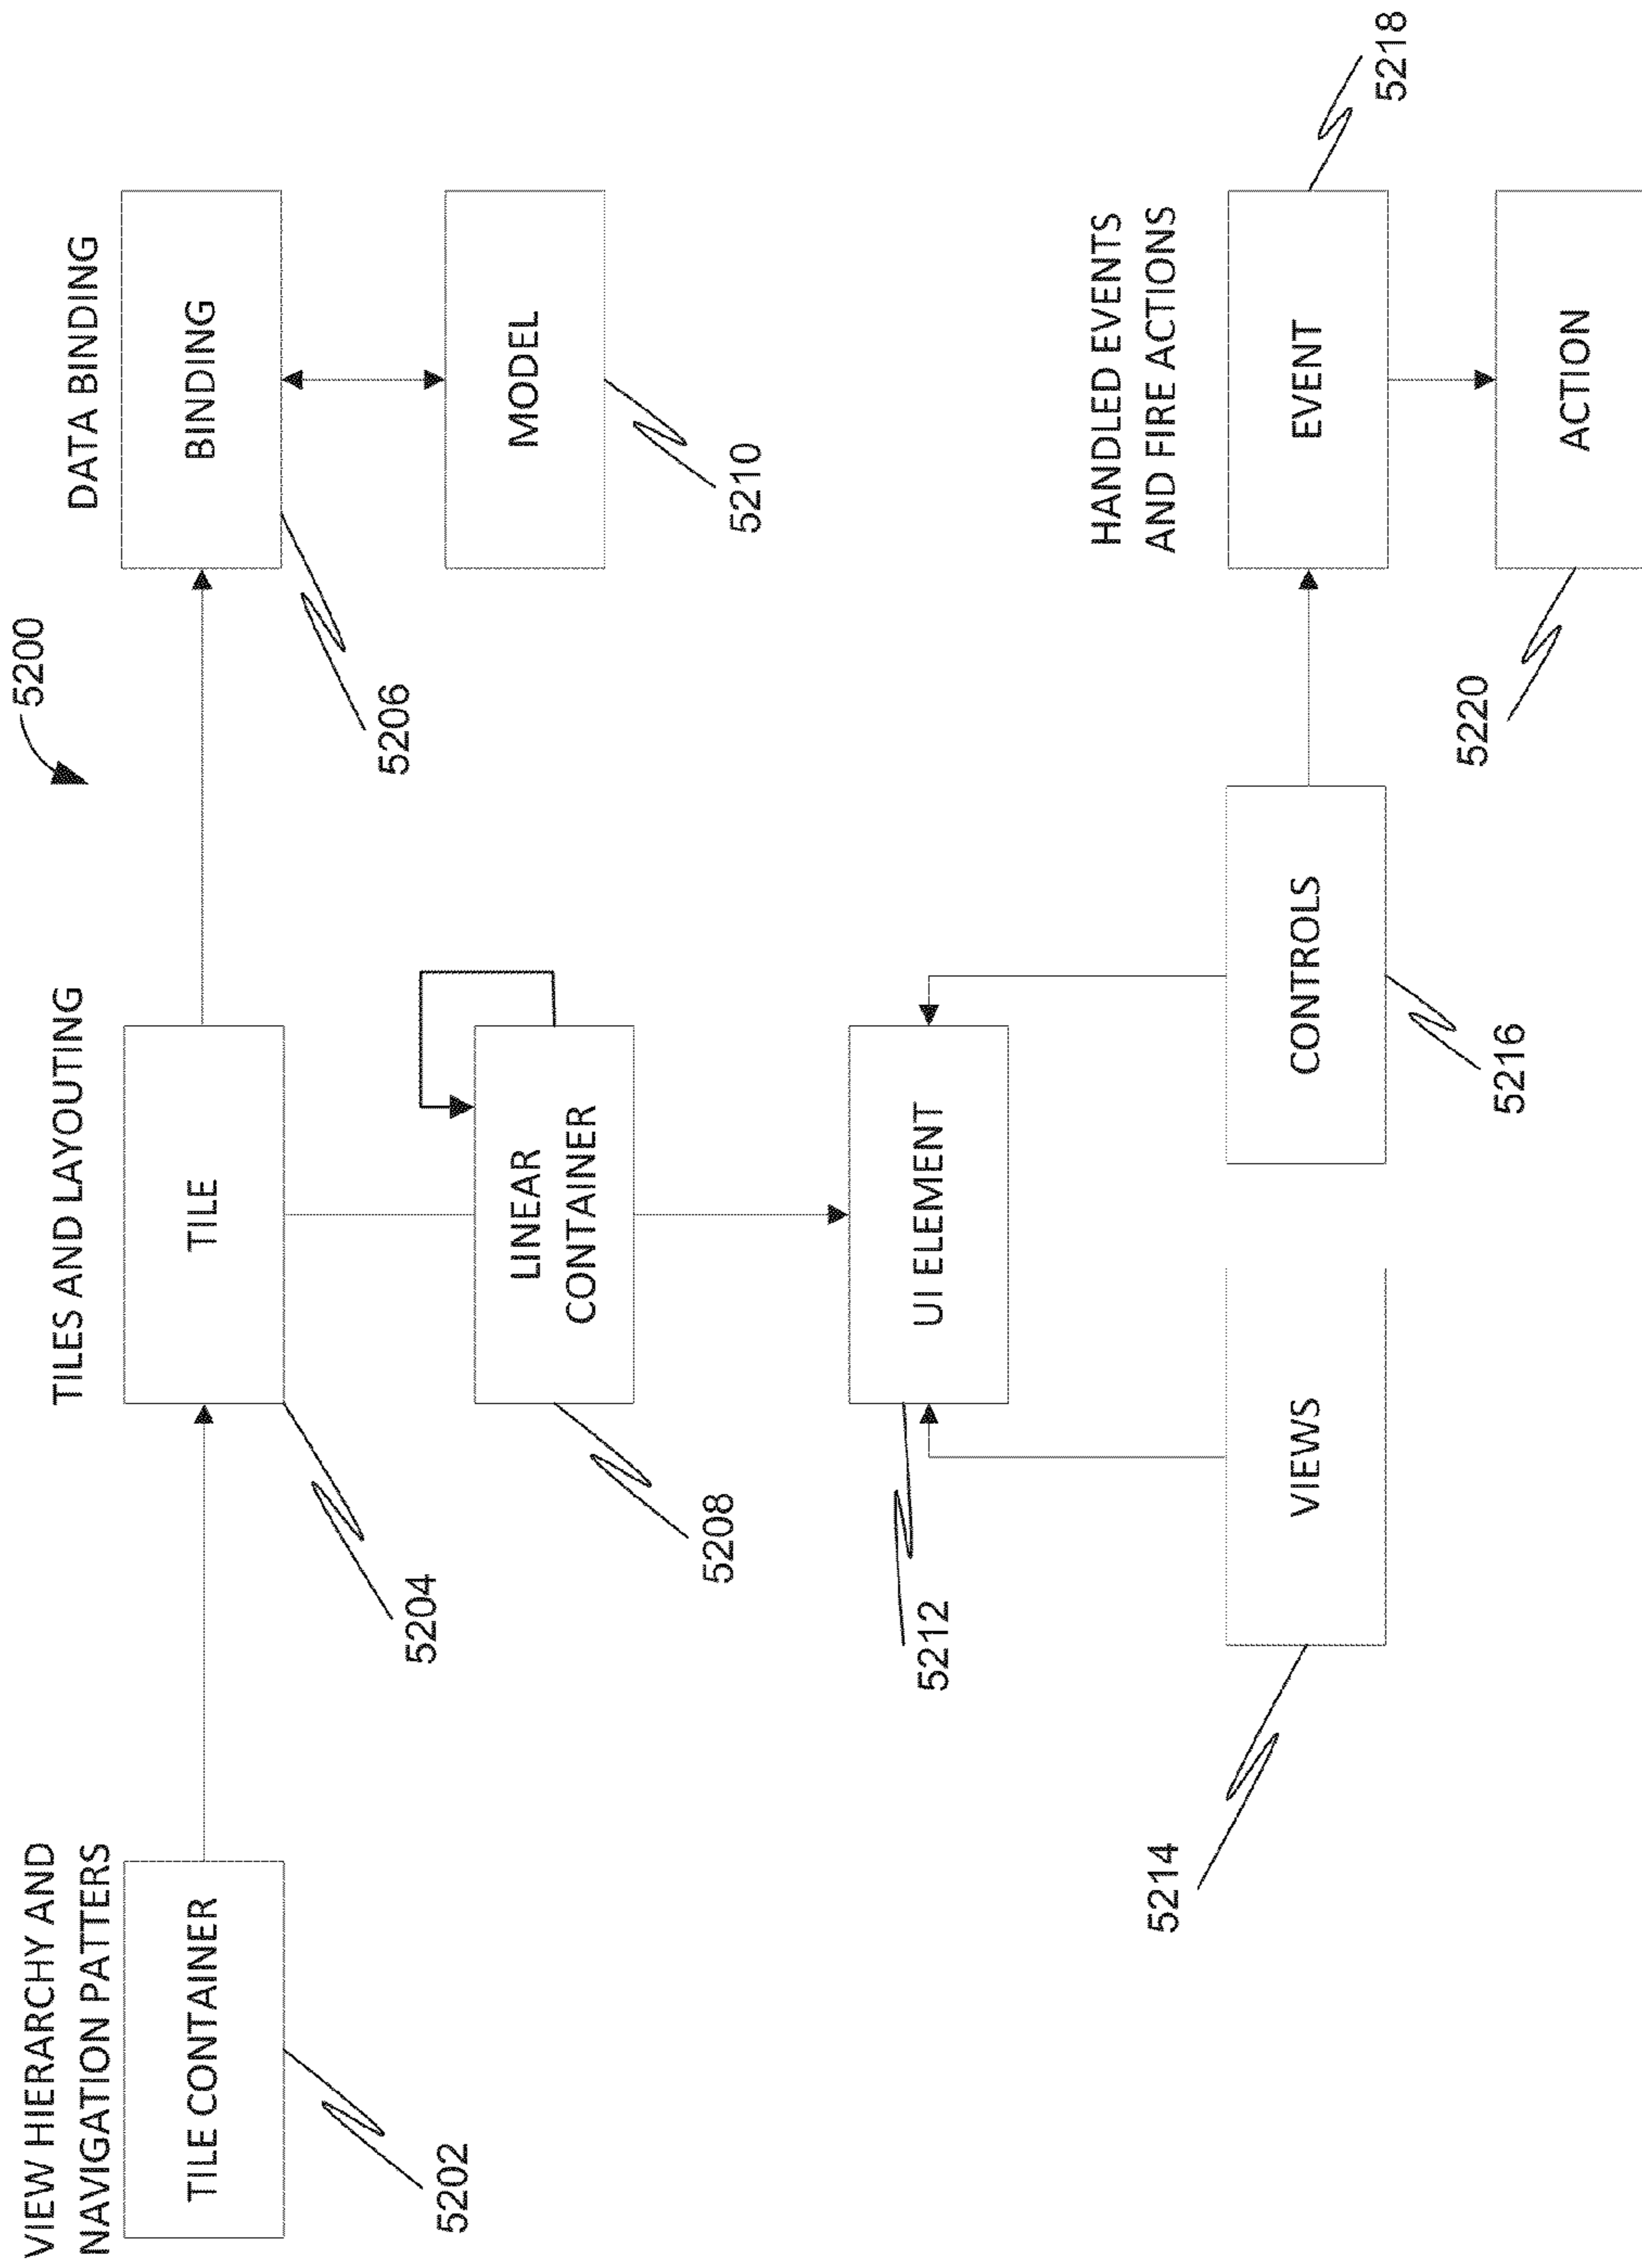 5200
VIEW HIERARCHY AND
NAVIGATION PATTERS
TILE CONTAINER
5202
TILES AND LAYOUTING
TILE
5204
DATA BINDING
BINDING
5206
LINEAR
CONTAINER
5208
MODEL
5210
UI ELEMENT
5212
VIEWS
5214
CONTROLS
5216
HANDLED EVENTS
AND FIRE ACTIONS
EVENT
5218
ACTION
5220